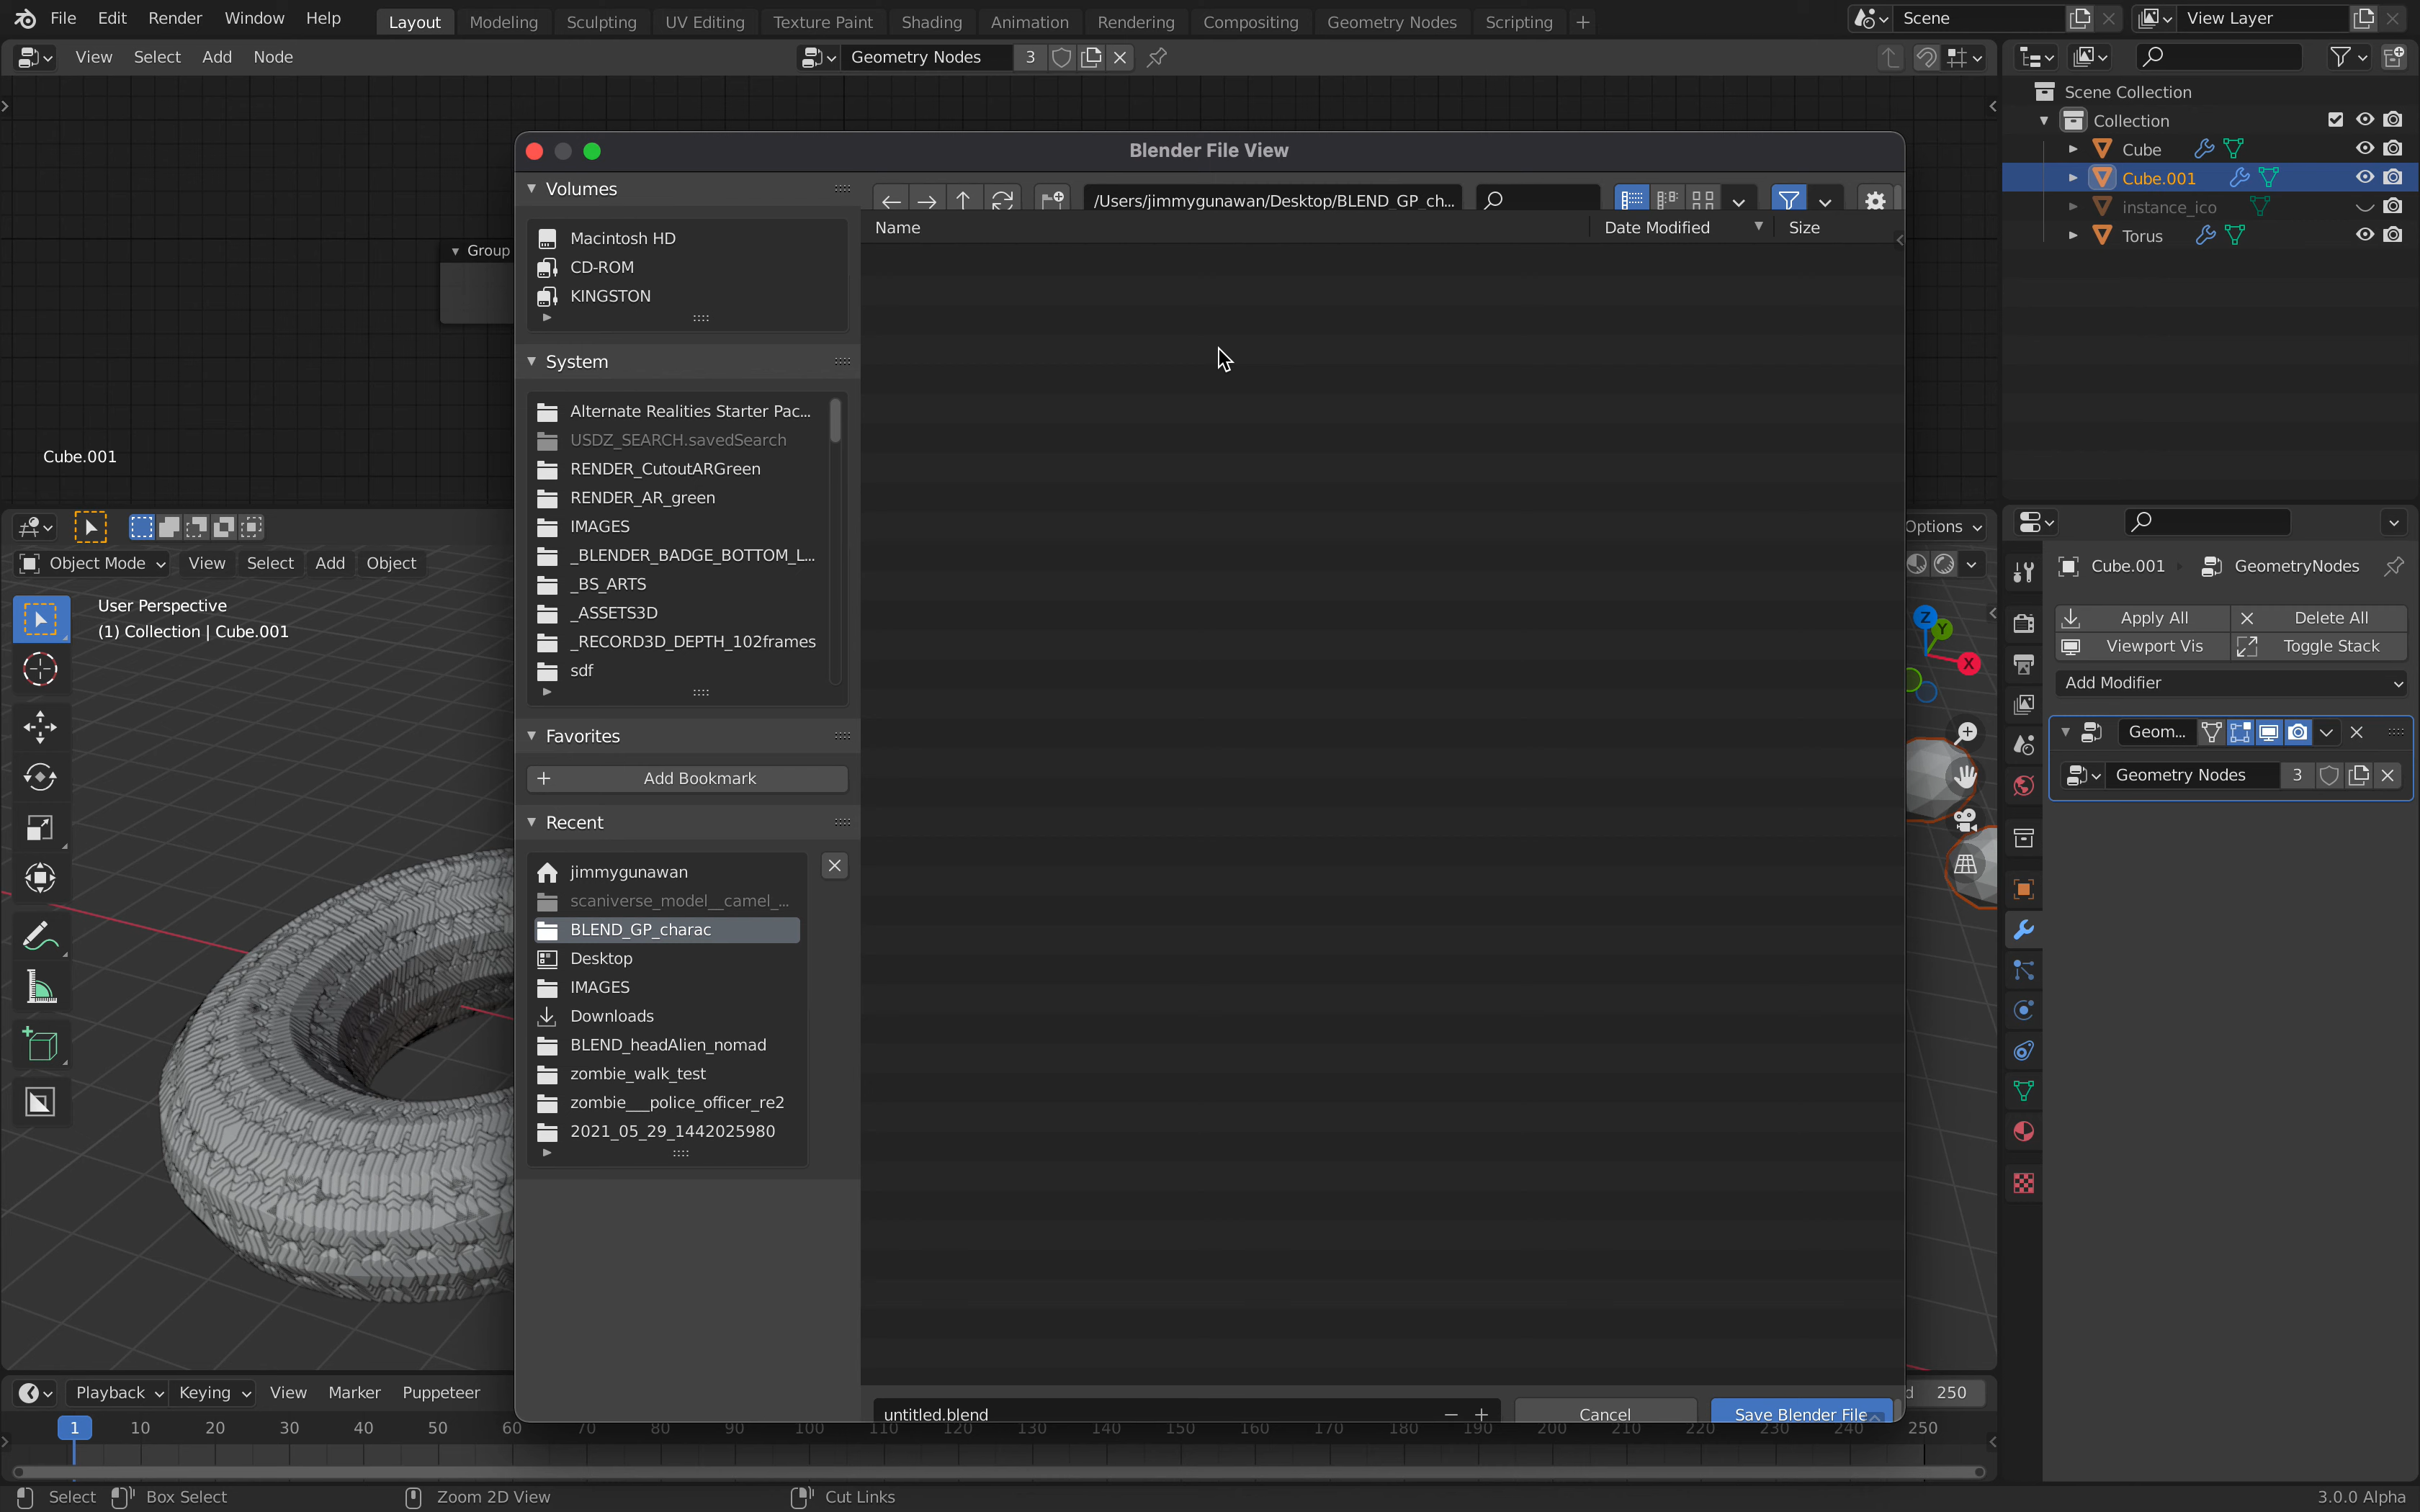 File Edit Render Window Help Layout Modeling Sculpting UV Editing Texture Paint Shading Animation Rendering Compositing Geometry Nodes Scripting Scene View Layer
View Select Add Node Geometry Nodes 3
Scene Collection
Collection
Cube
Cube.001
instance_ico
Torus
Group
Cube.001
Blender File View
Volumes
Macintosh HD
CD-ROM
KINGSTON
System
Alternate Realities Starter Pac...
USDZ_SEARCH.savedSearch
RENDER_CutoutARGreen
RENDER_AR_green
IMAGES
_BLENDER_BADGE_BOTTOM_L...
_BS_ARTS
_ASSETS3D
_RECORD3D_DEPTH_102frames
sdf
Favorites
Add Bookmark
Recent
jimmygunawan
scaniverse_model__camel_...
BLEND_GP_charac
Desktop
IMAGES
Downloads
BLEND_headAlien_nomad
zombie_walk_test
zombie___police_officer_re2
2021_05_29_1442025980
/Users/jimmygunawan/Desktop/BLEND_GP_ch...
Name Date Modified Size
untitled.blend Cancel Save Blender File
Object Mode View Select Add Object
User Perspective
(1) Collection | Cube.001
Options
Z
Y
X
Cube.001 GeometryNodes
Apply All Delete All
Viewport Vis Toggle Stack
Add Modifier
Geom...
Geometry Nodes 3
Playback Keying View Marker Puppeteer d 250
1 10 20 30 40 50 60 70 80 90 100 110 120 130 140 150 160 170 180 190 200 210 220 230 240 250
Select Box Select Zoom 2D View Cut Links 3.0.0 Alpha